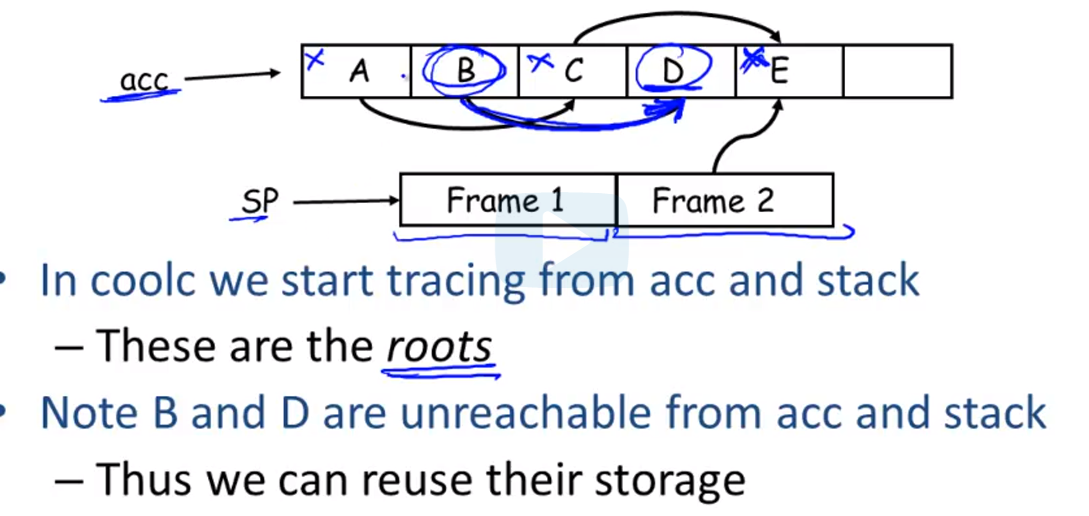 acc A B C D E
SP Frame 1 Frame 2
• In coolc we start tracing from acc and stack
– These are the roots
• Note B and D are unreachable from acc and stack
– Thus we can reuse their storage